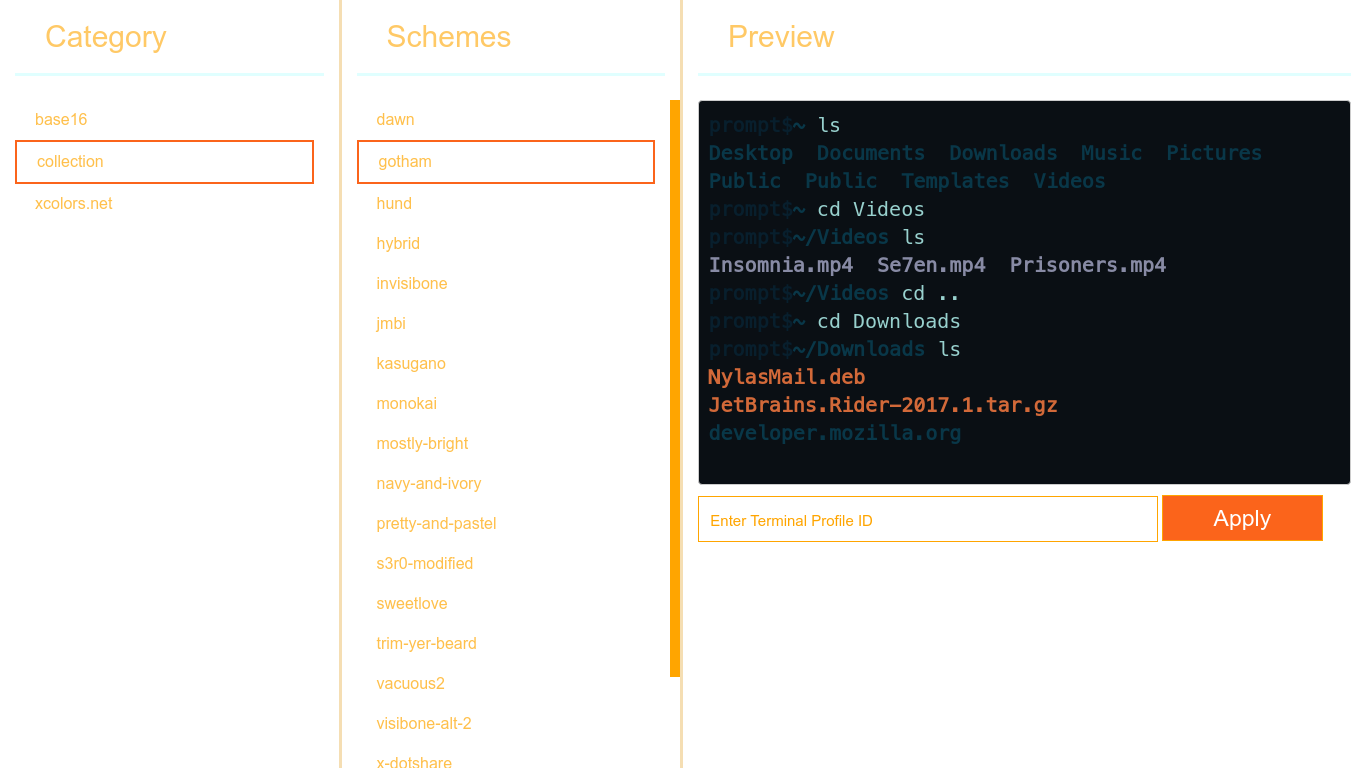 Category
base16
collection
xcolors.net
Schemes
dawn
gotham
hund
hybrid
invisibone
jmbi
kasugano
monokai
mostly-bright
navy-and-ivory
pretty-and-pastel
s3r0-modified
sweetlove
trim-yer-beard
vacuous2
visibone-alt-2
x-dotshare
Preview
prompt$~ ls
Desktop  Documents  Downloads  Music  Pictures
Public  Public  Templates  Videos
prompt$~ cd Videos
prompt$~/Videos ls
Insomnia.mp4  Se7en.mp4  Prisoners.mp4
prompt$~/Videos cd ..
prompt$~ cd Downloads
prompt$~/Downloads ls
NylasMail.deb
JetBrains.Rider-2017.1.tar.gz
developer.mozilla.org
Enter Terminal Profile ID
Apply